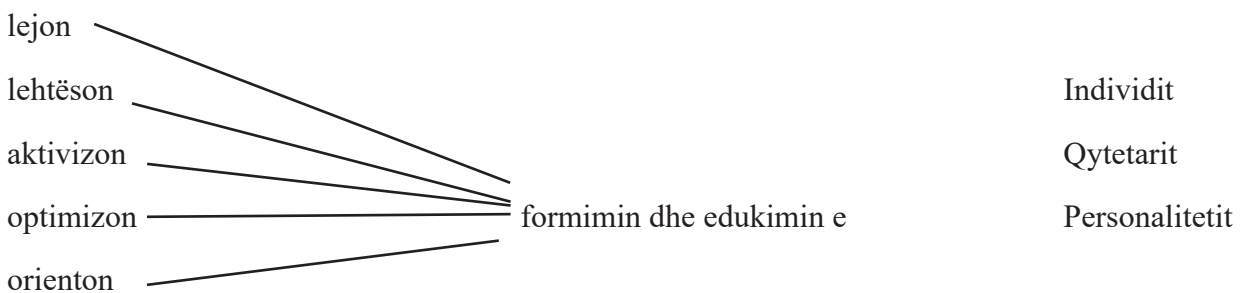 lejon
lehtëson Individit
aktivizon Qytetarit
optimizon formimin dhe edukimin e Personalitetit
orienton